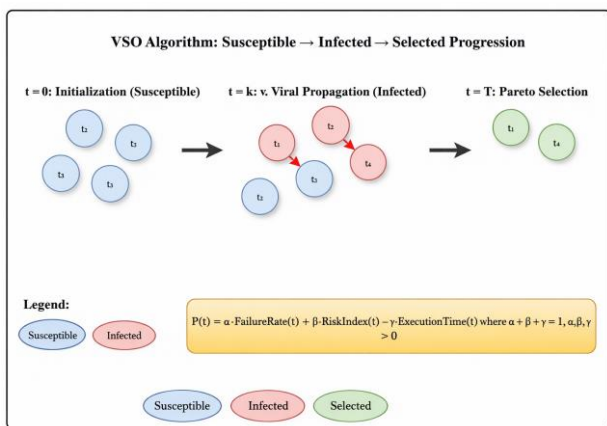 VSO Algorithm: Susceptible → Infected → Selected Progression
t = 0: Initialization (Susceptible)
t = k: v. Viral Propagation (Infected)
t = T: Pareto Selection
t₂
t₃
t₃
t₃
t₁
t₂
t₃
t₄
t₂
t₁
t₄
Legend:
Susceptible
Infected
P(t) = α·FailureRate(t) + β·RiskIndex(t) − γ·ExecutionTime(t) where α + β + γ = 1, α,β,γ
> 0
Susceptible
Infected
Selected